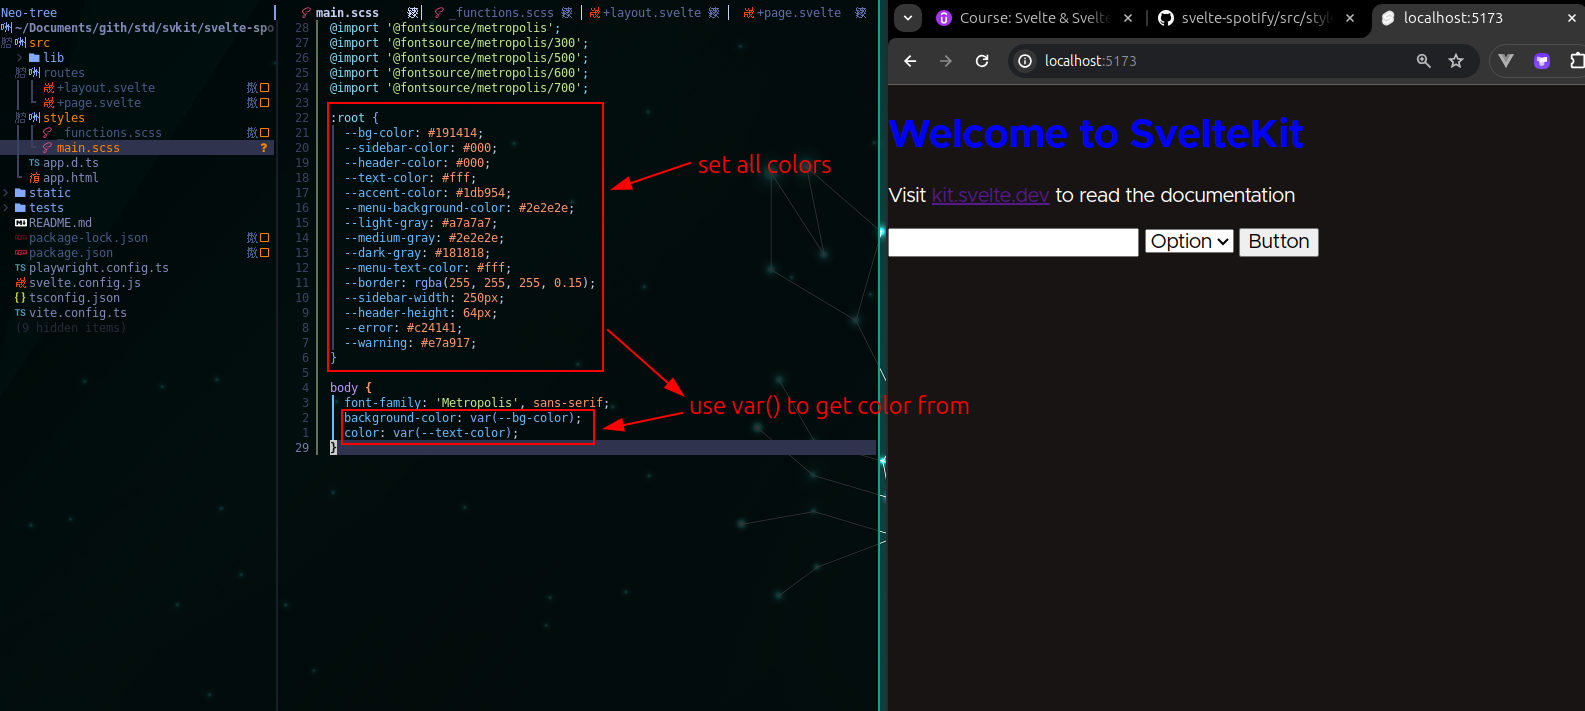 Neo-tree
~/Documents/gith/std/svkit/svelte-spo
src
lib
routes
+layout.svelte
+page.svelte
styles
_functions.scss
main.scss ?
TS app.d.ts
app.html
static
tests
README.md
package-lock.json
package.json
TS playwright.config.ts
svelte.config.js
{} tsconfig.json
TS vite.config.ts
(9 hidden items)
main.scss _functions.scss +layout.svelte +page.svelte
28 @import '@fontsource/metropolis';
27 @import '@fontsource/metropolis/300';
26 @import '@fontsource/metropolis/500';
25 @import '@fontsource/metropolis/600';
24 @import '@fontsource/metropolis/700';
23
22 :root {
21 --bg-color: #191414;
20 --sidebar-color: #000;
19 --header-color: #000;
18 --text-color: #fff;
17 --accent-color: #1db954;
16 --menu-background-color: #2e2e2e;
15 --light-gray: #a7a7a7;
14 --medium-gray: #2e2e2e;
13 --dark-gray: #181818;
12 --menu-text-color: #fff;
11 --border: rgba(255, 255, 255, 0.15);
10 --sidebar-width: 250px;
9 --header-height: 64px;
8 --error: #c24141;
7 --warning: #e7a917;
6 }
5
4 body {
3 font-family: 'Metropolis', sans-serif;
2 background-color: var(--bg-color);
1 color: var(--text-color);
29 }
set all colors
use var() to get color from
Course: Svelte & Svelte
svelte-spotify/src/style
localhost:5173
localhost:5173
Welcome to SvelteKit
Visit kit.svelte.dev to read the documentation
Option Button